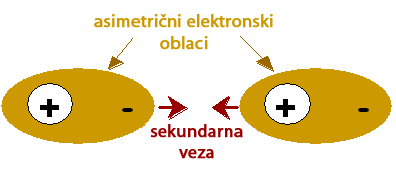 asimetrični elektronski
oblaci
+ - + -
sekundarna
veza